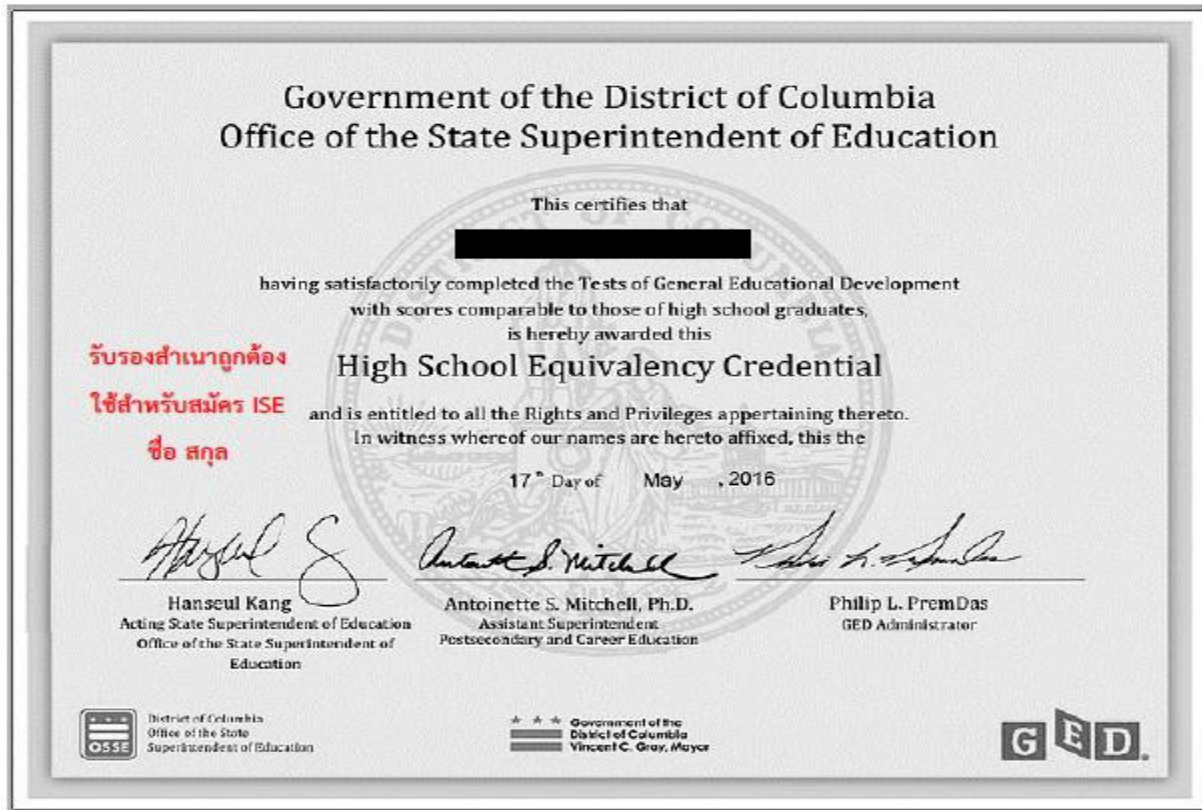 Government of the District of Columbia
Office of the State Superintendent of Education
This certifies that
having satisfactorily completed the Tests of General Educational Development
with scores comparable to those of high school graduates,
is hereby awarded this
High School Equivalency Credential
and is entitled to all the Rights and Privileges appertaining thereto.
In witness whereof our names are hereto affixed, this the
17th Day of May , 2016
รับรองสำเนาถูกต้อง
ใช้สำหรับสมัคร ISE
ชื่อ สกุล
Hanseul Kang
Acting State Superintendent of Education
Office of the State Superintendent of
Education
Antoinette S. Mitchell
Antoinette S. Mitchell, Ph.D.
Assistant Superintendent
Postsecondary and Career Education
Philip L. PremDas
GED Administrator
OSSE
District of Columbia
Office of the State
Superintendent of Education
Government of the
District of Columbia
Vincent C. Gray, Mayor
GED
DISTRICT OF COLUMBIA